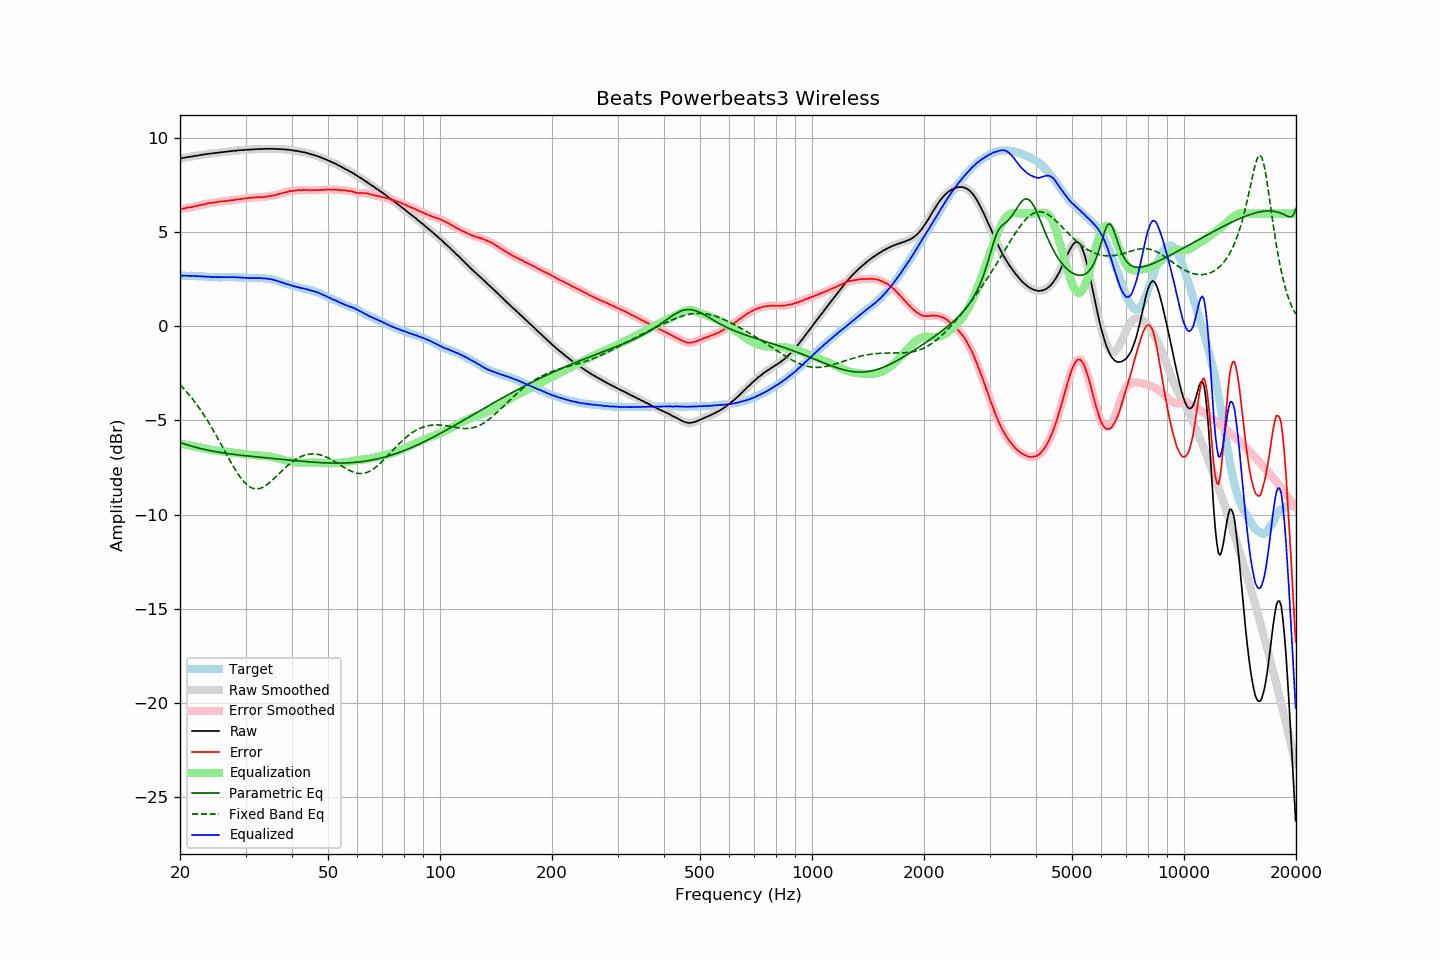 Beats Powerbeats3 Wireless
10
5
0
−5
−10
−15
−20
−25
Amplitude (dBr)
Target
Raw Smoothed
Error Smoothed
Raw
Error
Equalization
Parametric Eq
Fixed Band Eq
Equalized
20 50 100 200 500 1000 2000 5000 10000 20000
Frequency (Hz)